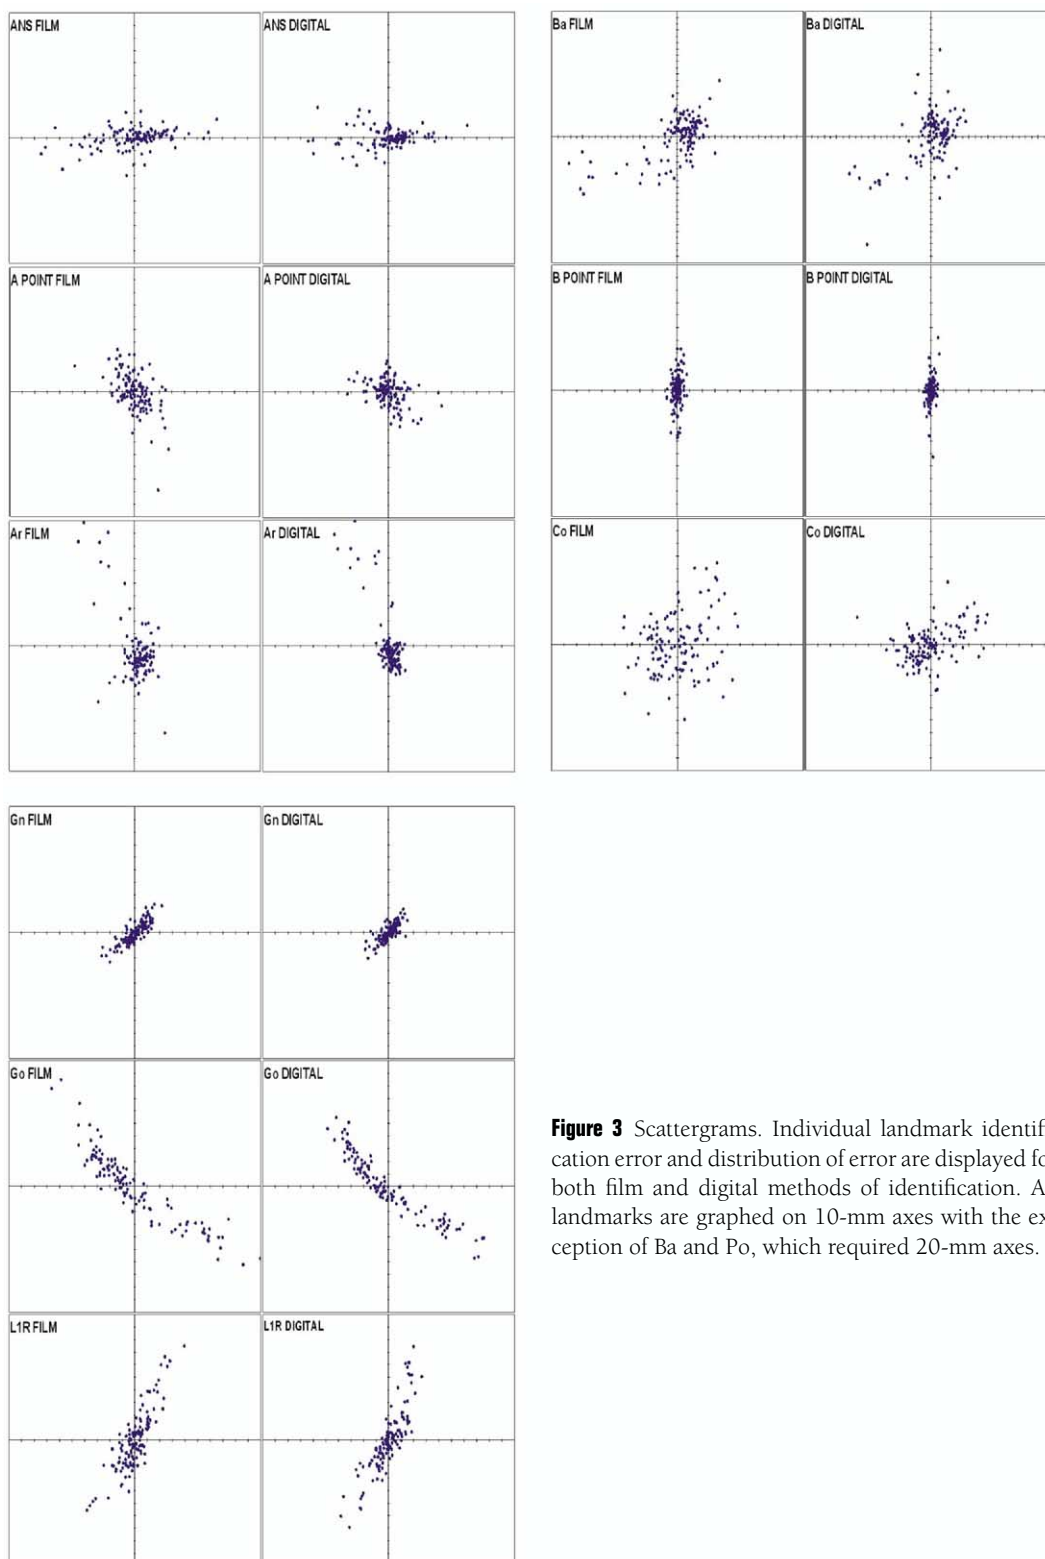 ANS FILM
ANS DIGITAL
A POINT FILM
A POINT DIGITAL
Ar FILM
Ar DIGITAL
Ba FILM
Ba DIGITAL
B POINT FILM
B POINT DIGITAL
Co FILM
Co DIGITAL
Gn FILM
Gn DIGITAL
Go FILM
Go DIGITAL
L1R FILM
L1R DIGITAL
Figure 3 Scattergrams. Individual landmark identifi
cation error and distribution of error are displayed fo
both film and digital methods of identification. A
landmarks are graphed on 10-mm axes with the ex
ception of Ba and Po, which required 20-mm axes.